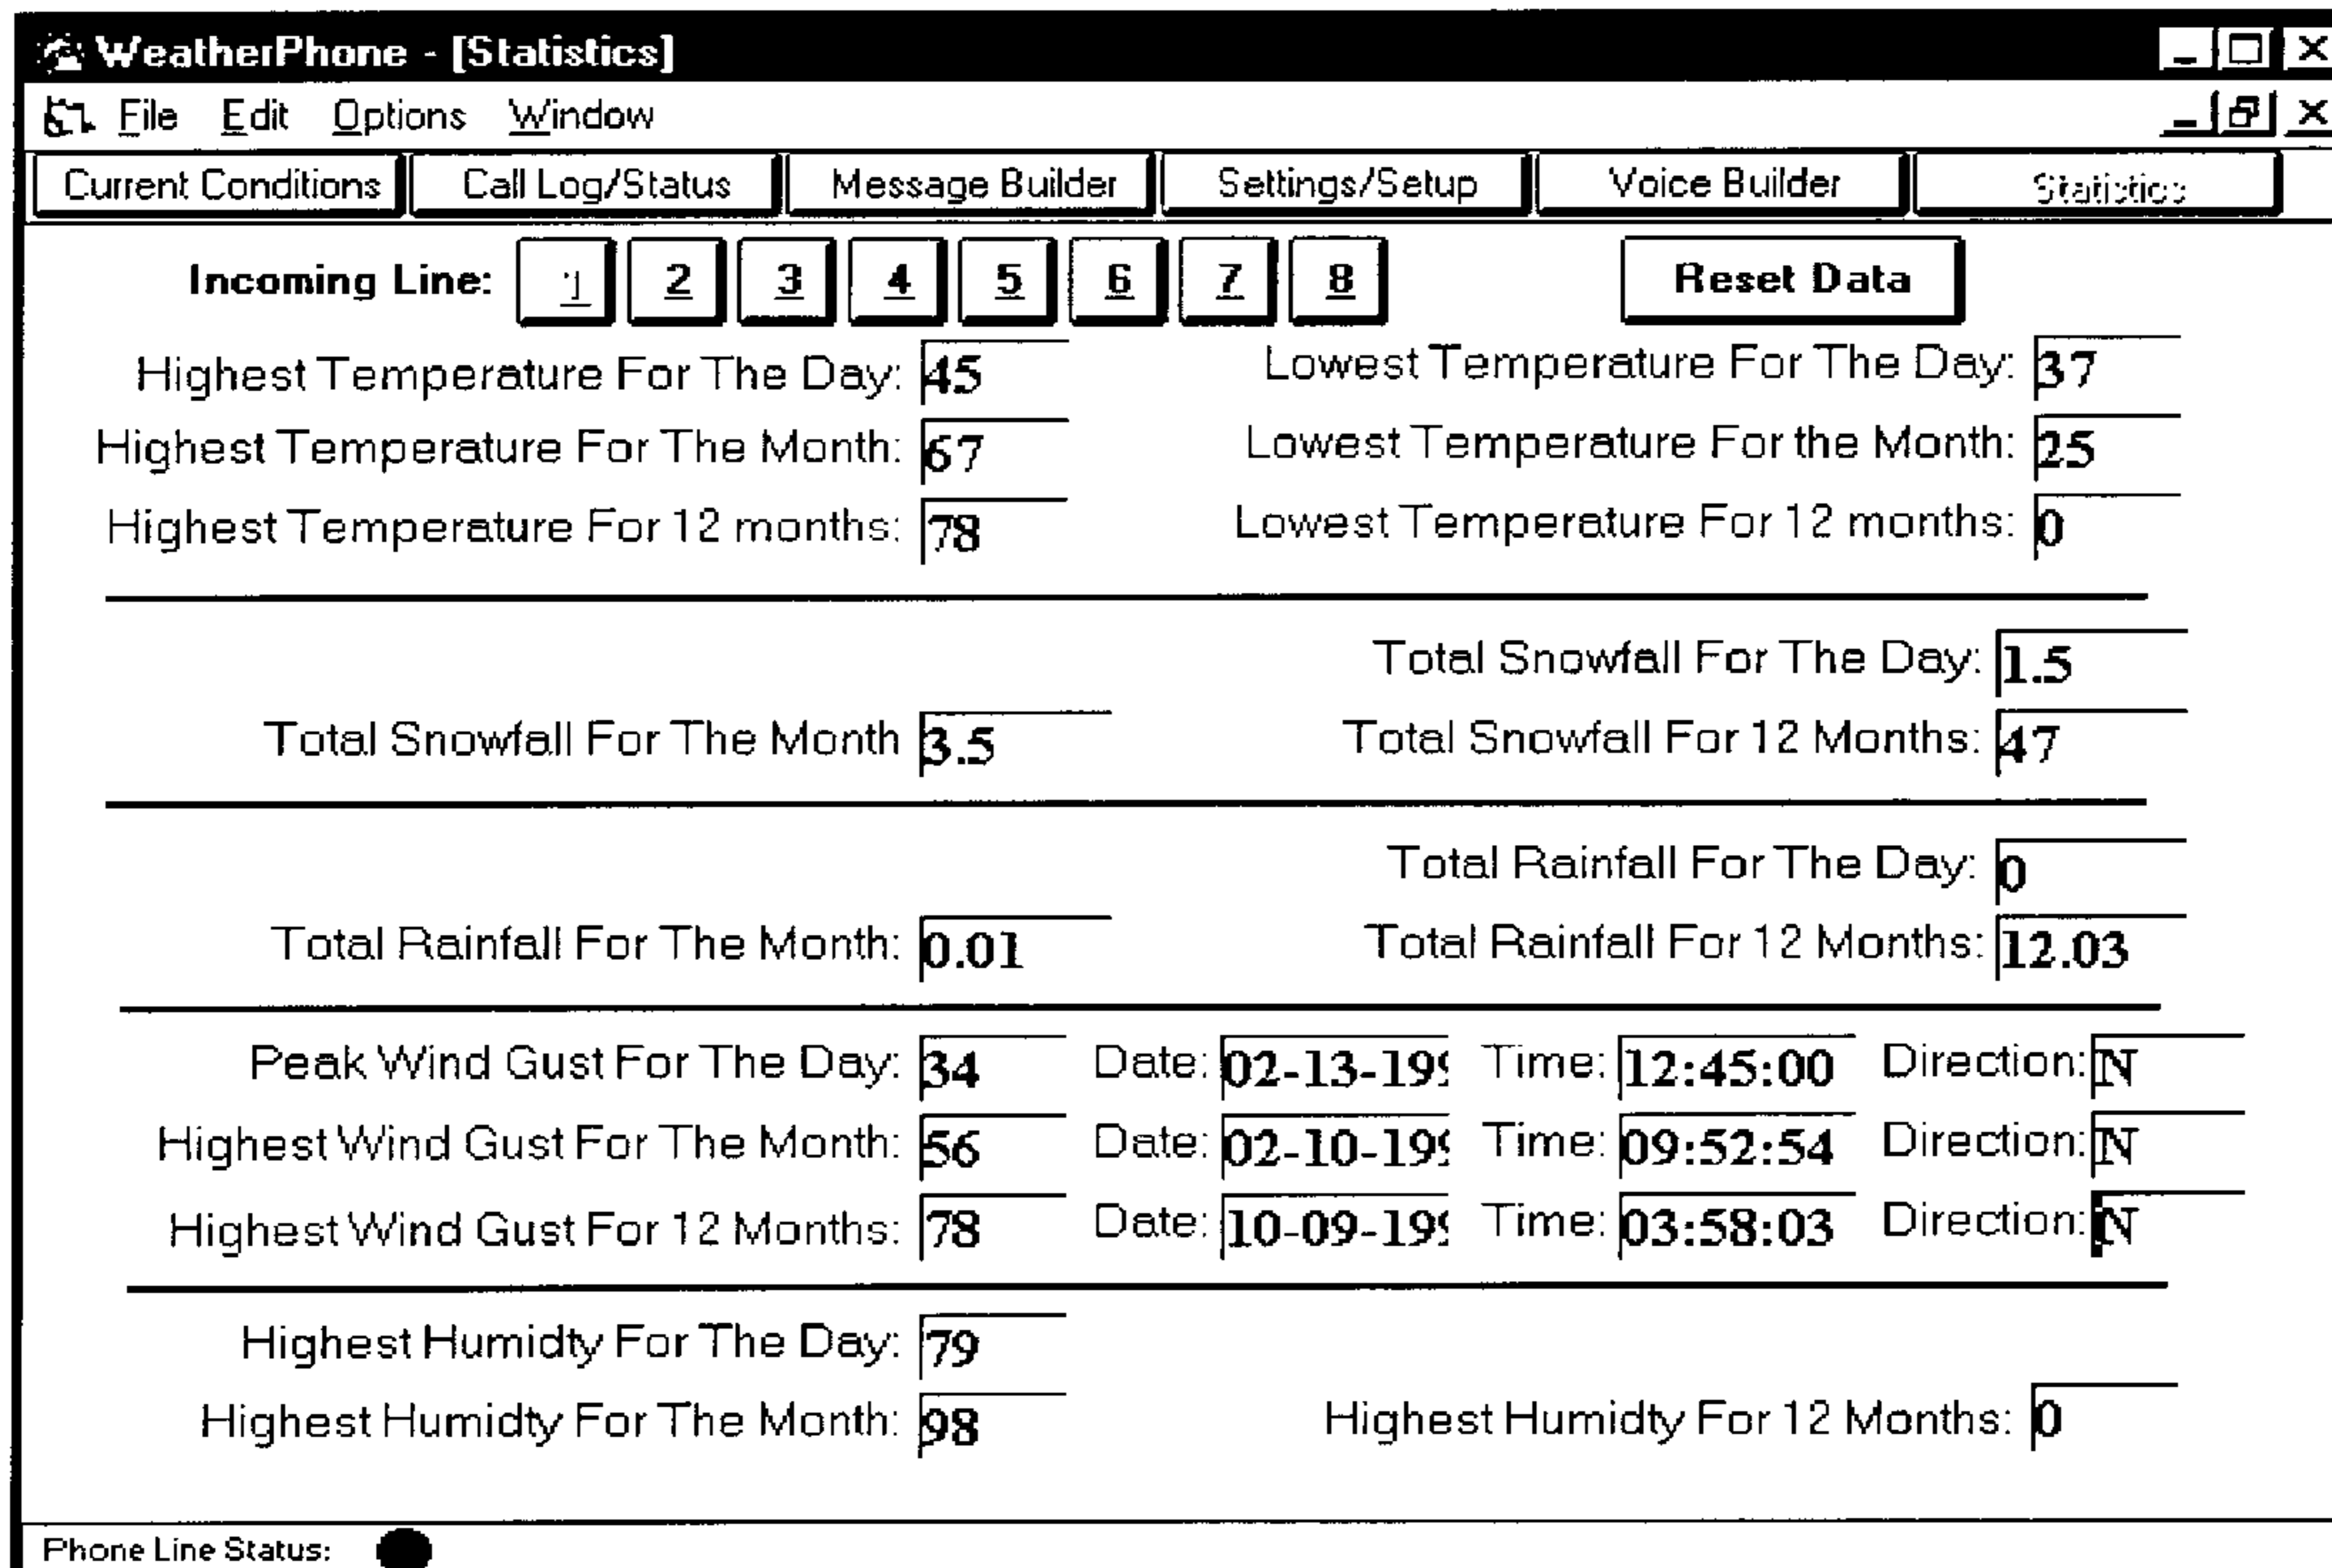 WeatherPhone - [Statistics]
File Edit Options Window
Current Conditions Call Log/Status Message Builder Settings/Setup Voice Builder Statistics
Incoming Line: 1 2 3 4 5 6 7 8 Reset Data
Highest Temperature For The Day: 45 Lowest Temperature For The Day: 37
Highest Temperature For The Month: 67 Lowest Temperature For the Month: 25
Highest Temperature For 12 months: 78 Lowest Temperature For 12 months: 0
Total Snowfall For The Day: 1.5
Total Snowfall For The Month 3.5 Total Snowfall For 12 Months: 47
Total Rainfall For The Day: 0
Total Rainfall For The Month: 0.01 Total Rainfall For 12 Months: 12.03
Peak Wind Gust For The Day: 34 Date: 02-13-199 Time: 12:45:00 Direction: N
Highest Wind Gust For The Month: 56 Date: 02-10-199 Time: 09:52:54 Direction: N
Highest Wind Gust For 12 Months: 78 Date: 10-09-199 Time: 03:58:03 Direction: N
Highest Humidty For The Day: 79
Highest Humidty For The Month: 98 Highest Humidty For 12 Months: 0
Phone Line Status: